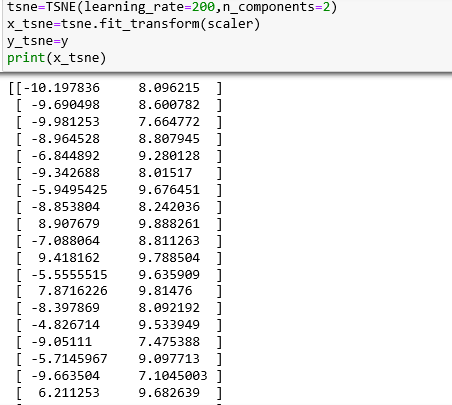 tsne=TSNE(learning_rate=200,n_components=2)
x_tsne=tsne.fit_transform(scaler)
y_tsne=y
print(x_tsne)
[[-10.197836 8.096215 ]
[ -9.690498 8.600782 ]
[ -9.981253 7.664772 ]
[ -8.964528 8.807945 ]
[ -6.844892 9.280128 ]
[ -9.342688 8.01517 ]
[ -5.9495425 9.676451 ]
[ -8.853804 8.242036 ]
[ 8.907679 9.888261 ]
[ -7.088064 8.811263 ]
[ 9.418162 9.788504 ]
[ -5.5555515 9.635909 ]
[ 7.8716226 9.81476 ]
[ -8.397869 8.092192 ]
[ -4.826714 9.533949 ]
[ -9.05111 7.475388 ]
[ -5.7145967 9.097713 ]
[ -9.663504 7.1045003 ]
[ 6.211253 9.682639 ]